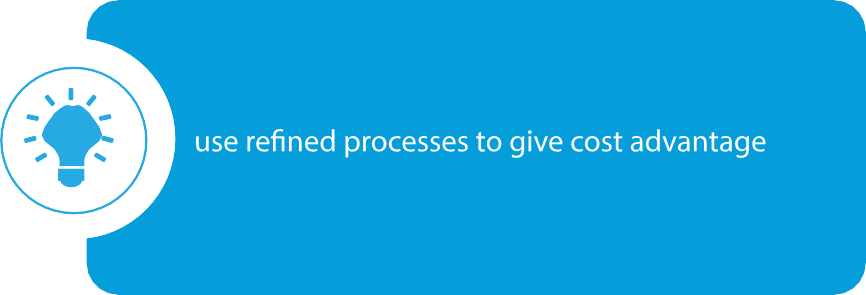 use refined processes to give cost advantage